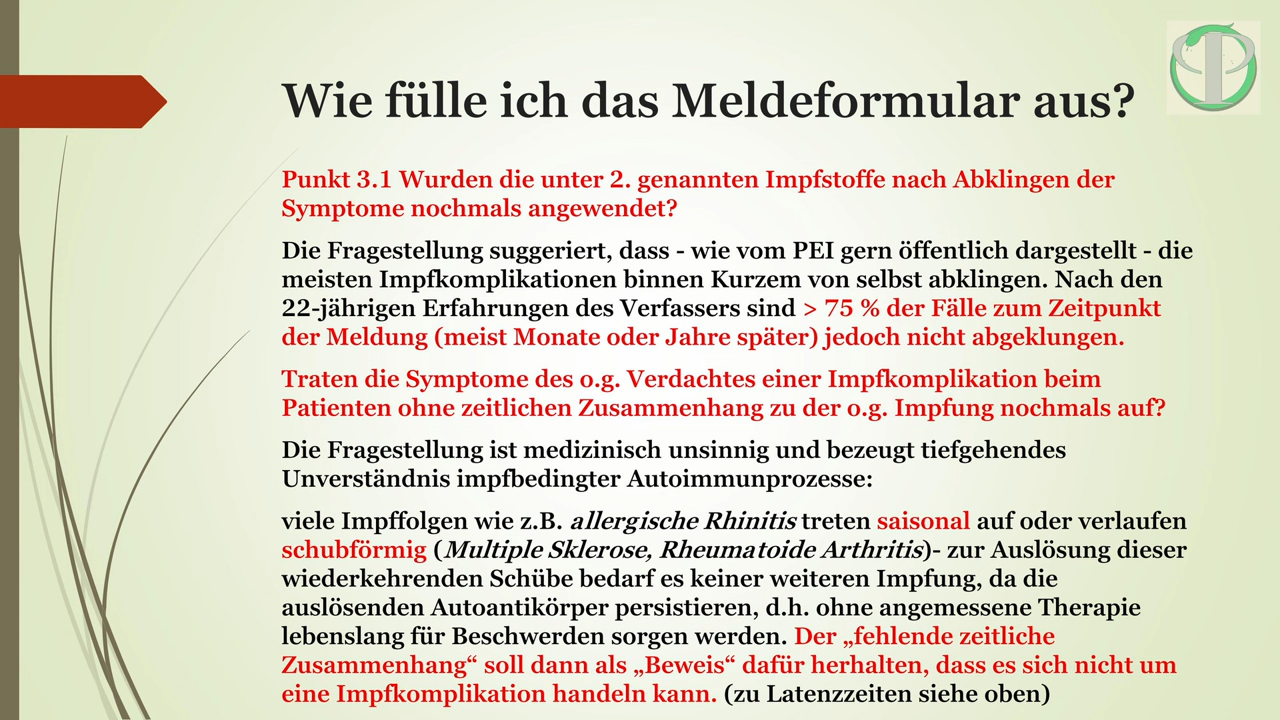 Wie fülle ich das Meldeformular aus?
Punkt 3.1 Wurden die unter 2. genannten Impfstoffe nach Abklingen der
Symptome nochmals angewendet?
Die Fragestellung suggeriert, dass - wie vom PEI gern öffentlich dargestellt - die
meisten Impfkomplikationen binnen Kurzem von selbst abklingen. Nach den
22-jährigen Erfahrungen des Verfassers sind > 75 % der Fälle zum Zeitpunkt
der Meldung (meist Monate oder Jahre später) jedoch nicht abgeklungen.
Traten die Symptome des o.g. Verdachtes einer Impfkomplikation beim
Patienten ohne zeitlichen Zusammenhang zu der o.g. Impfung nochmals auf?
Die Fragestellung ist medizinisch unsinnig und bezeugt tiefgehendes
Unverständnis impfbedingter Autoimmunprozesse:
viele Impffolgen wie z.B. allergische Rhinitis treten saisonal auf oder verlaufen
schubförmig (Multiple Sklerose, Rheumatoide Arthritis)- zur Auslösung dieser
wiederkehrenden Schübe bedarf es keiner weiteren Impfung, da die
auslösenden Autoantikörper persistieren, d.h. ohne angemessene Therapie
lebenslang für Beschwerden sorgen werden. Der „fehlende zeitliche
Zusammenhang“ soll dann als „Beweis“ dafür herhalten, dass es sich nicht um
eine Impfkomplikation handeln kann. (zu Latenzzeiten siehe oben)